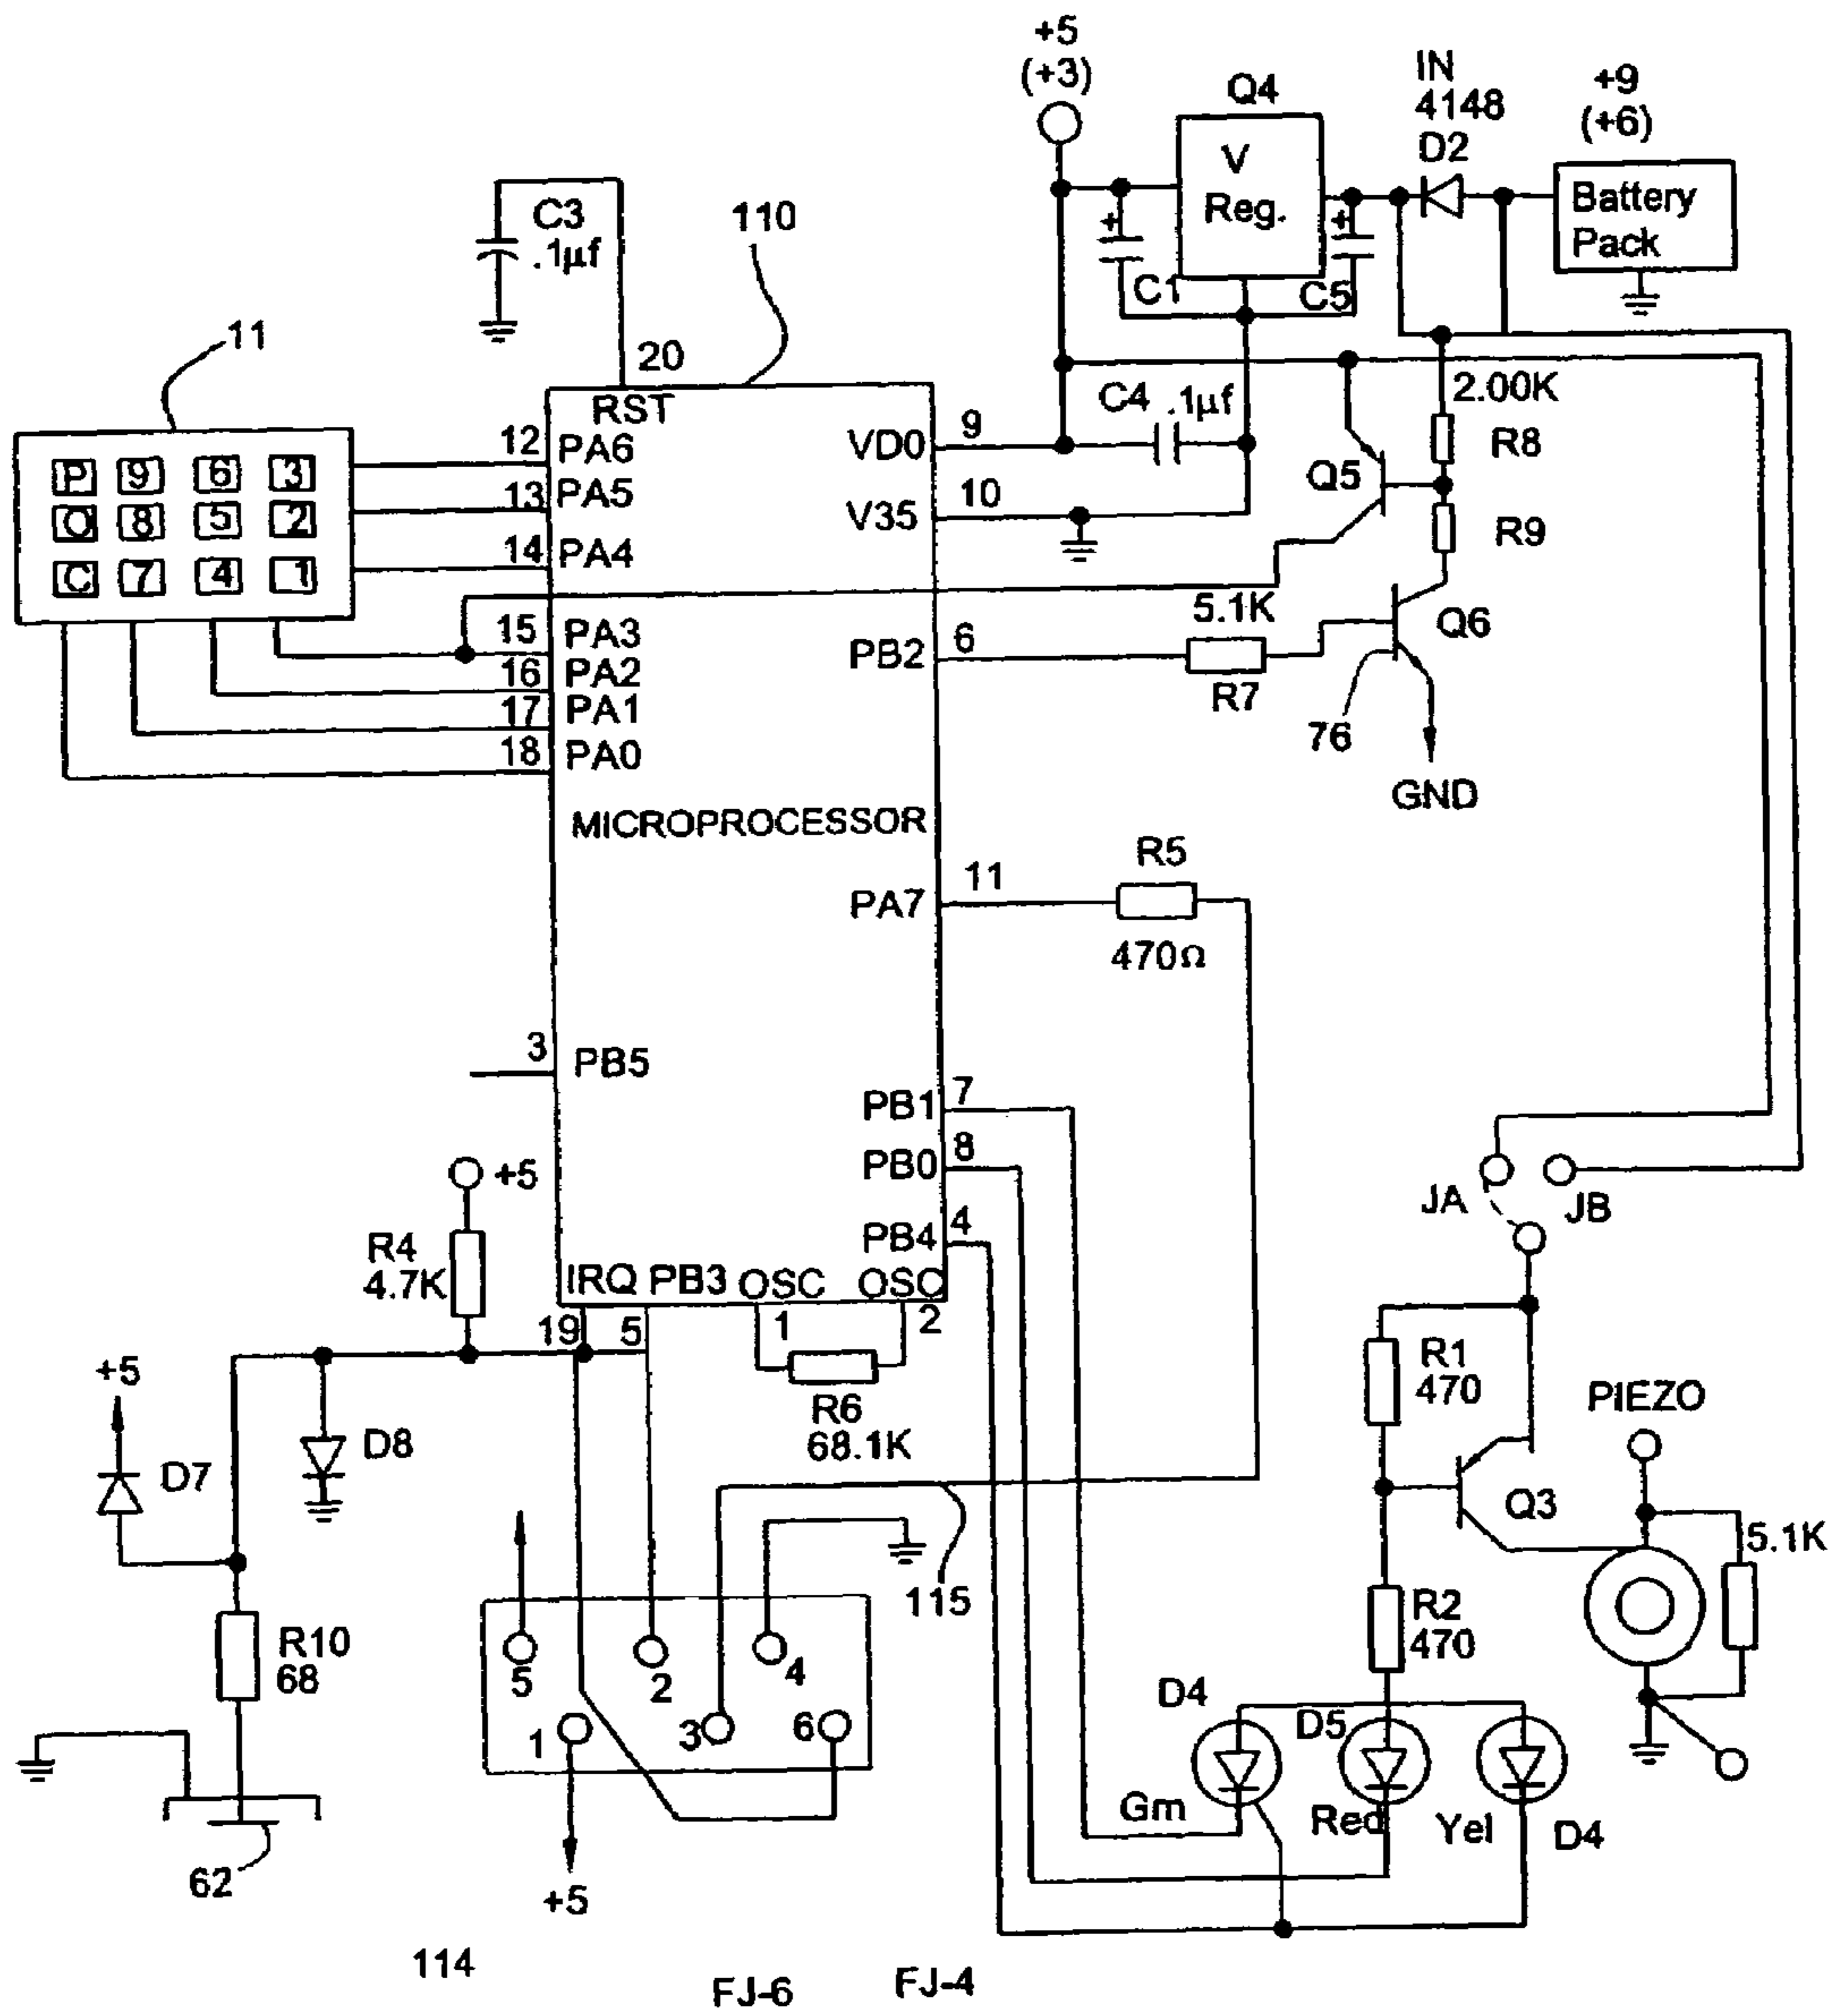 +5
(+3)
Q4
IN
4148
D2
+9
(+6)
V
Reg.
Battery
Pack
C3
.1µf
110
C1
C5
11
20
RST
2.00K
C4
.1µf
R8
12
PA6
VD0
9
P 9 6 3
13
PA5
Q5
O 8 5 2
V35
10
R9
14
PA4
C 7 4 1
5.1K
15
PA3
Q6
PB2
6
16
PA2
R7
17
PA1
76
18
PA0
GND
MICROPROCESSOR
R5
PA7
11
470Ω
3
PB5
PB1
7
PB0
8
+5
JA
JB
PB4
4
R4
4.7K
IRQ
PB3
OSC
OSC
19
5
1
2
R1
470
+5
PIEZO
R6
68.1K
D8
D7
Q3
5.1K
115
R10
68
R2
470
5
2
4
D4
D5
1
3
6
Grn
Red
Yel
D4
62
+5
114
FJ-6
FJ-4